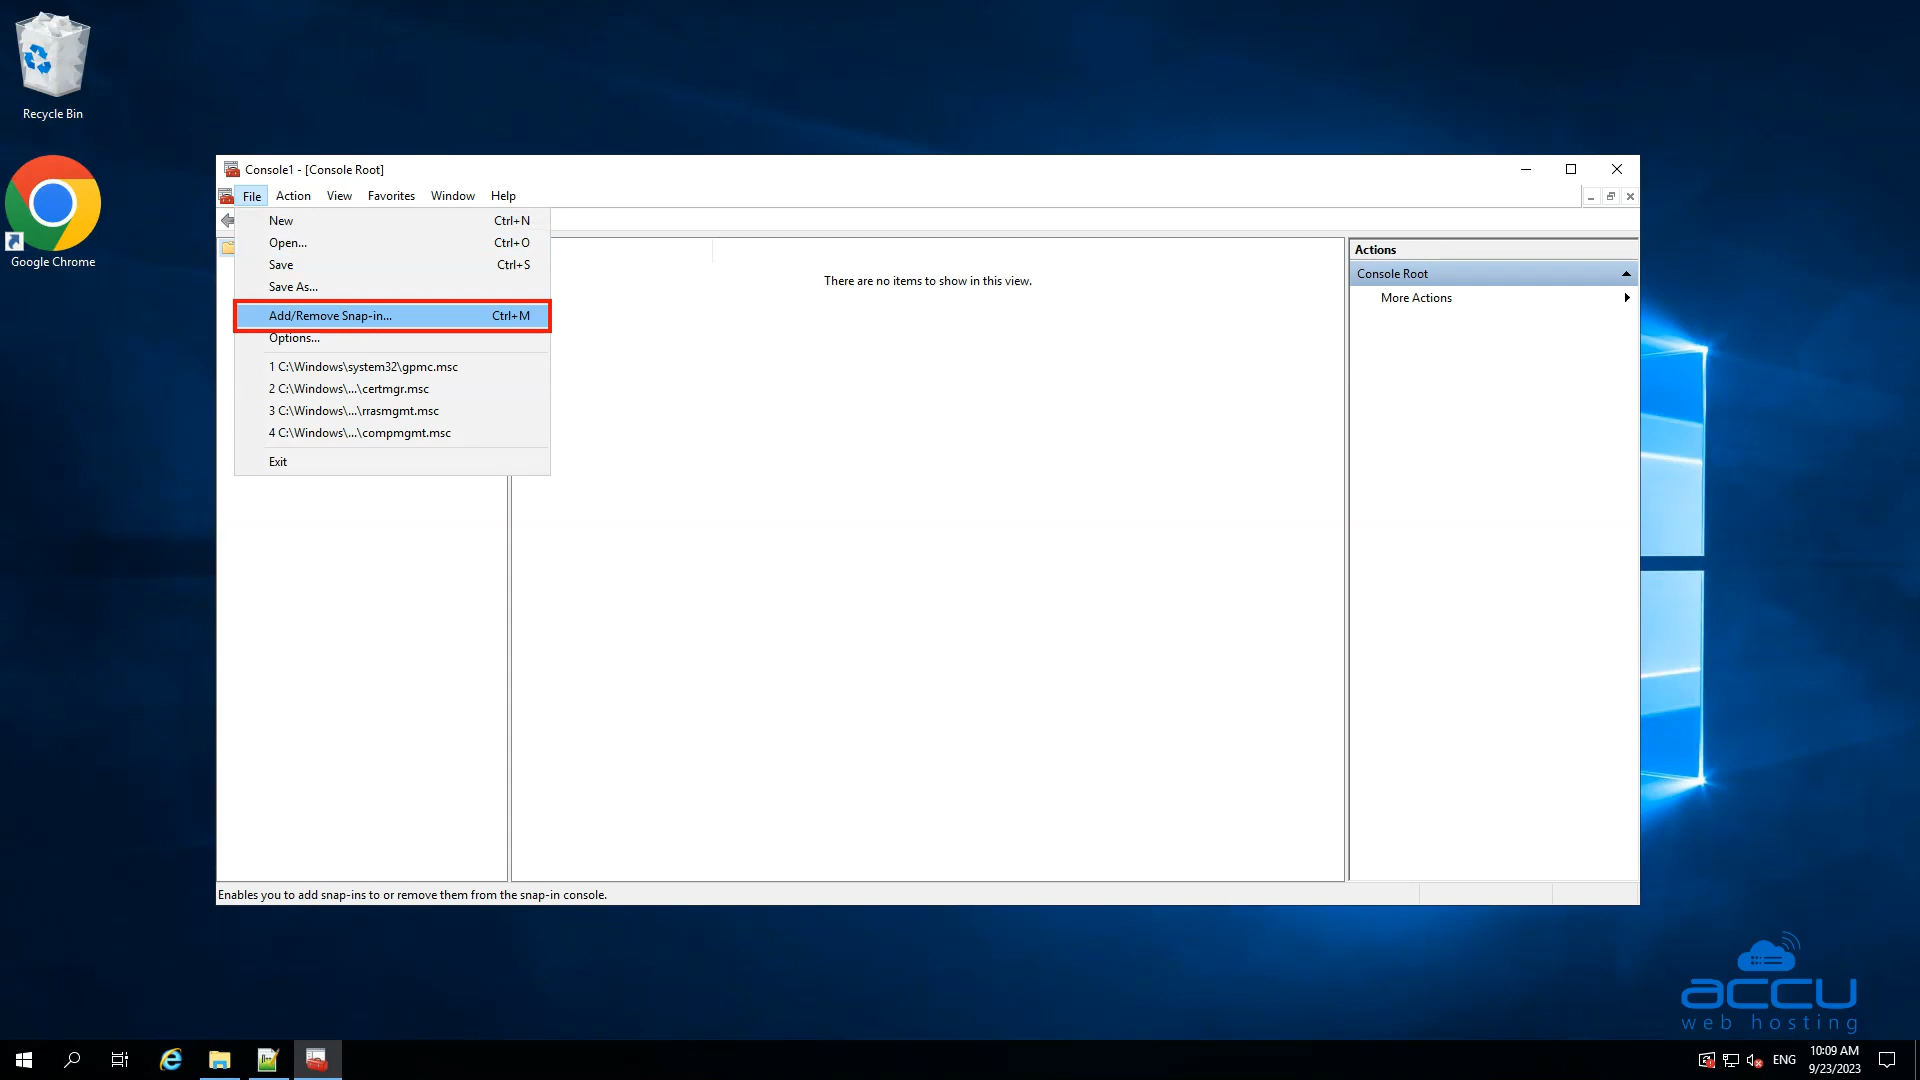 Recycle Bin
Google Chrome
Console1 - [Console Root]
File Action View Favorites Window Help
New Ctrl+N
Open... Ctrl+O
Save Ctrl+S
Save As...
Add/Remove Snap-in... Ctrl+M
Options...
1 C:\Windows\system32\gpmc.msc
2 C:\Windows\...\certmgr.msc
3 C:\Windows\...\rrasmgmt.msc
4 C:\Windows\...\compmgmt.msc
Exit
There are no items to show in this view.
Actions
Console Root
More Actions
Enables you to add snap-ins to or remove them from the snap-in console.
accu
web hosting
ENG
10:09 AM
9/23/2023